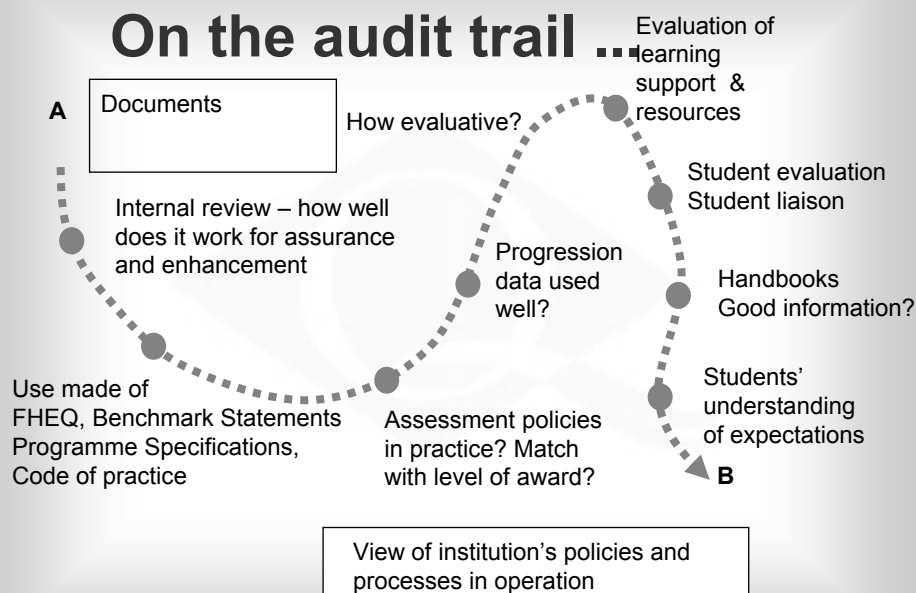 On the audit trail ...
A
Documents
How evaluative?
Internal review – how well
does it work for assurance
and enhancement
Use made of
FHEQ, Benchmark Statements
Programme Specifications,
Code of practice
Assessment policies
in practice? Match
with level of award?
Progression
data used
well?
Evaluation of
learning
support &
resources
Student evaluation
Student liaison
Handbooks
Good information?
Students’
understanding
of expectations
B
View of institution’s policies and
processes in operation